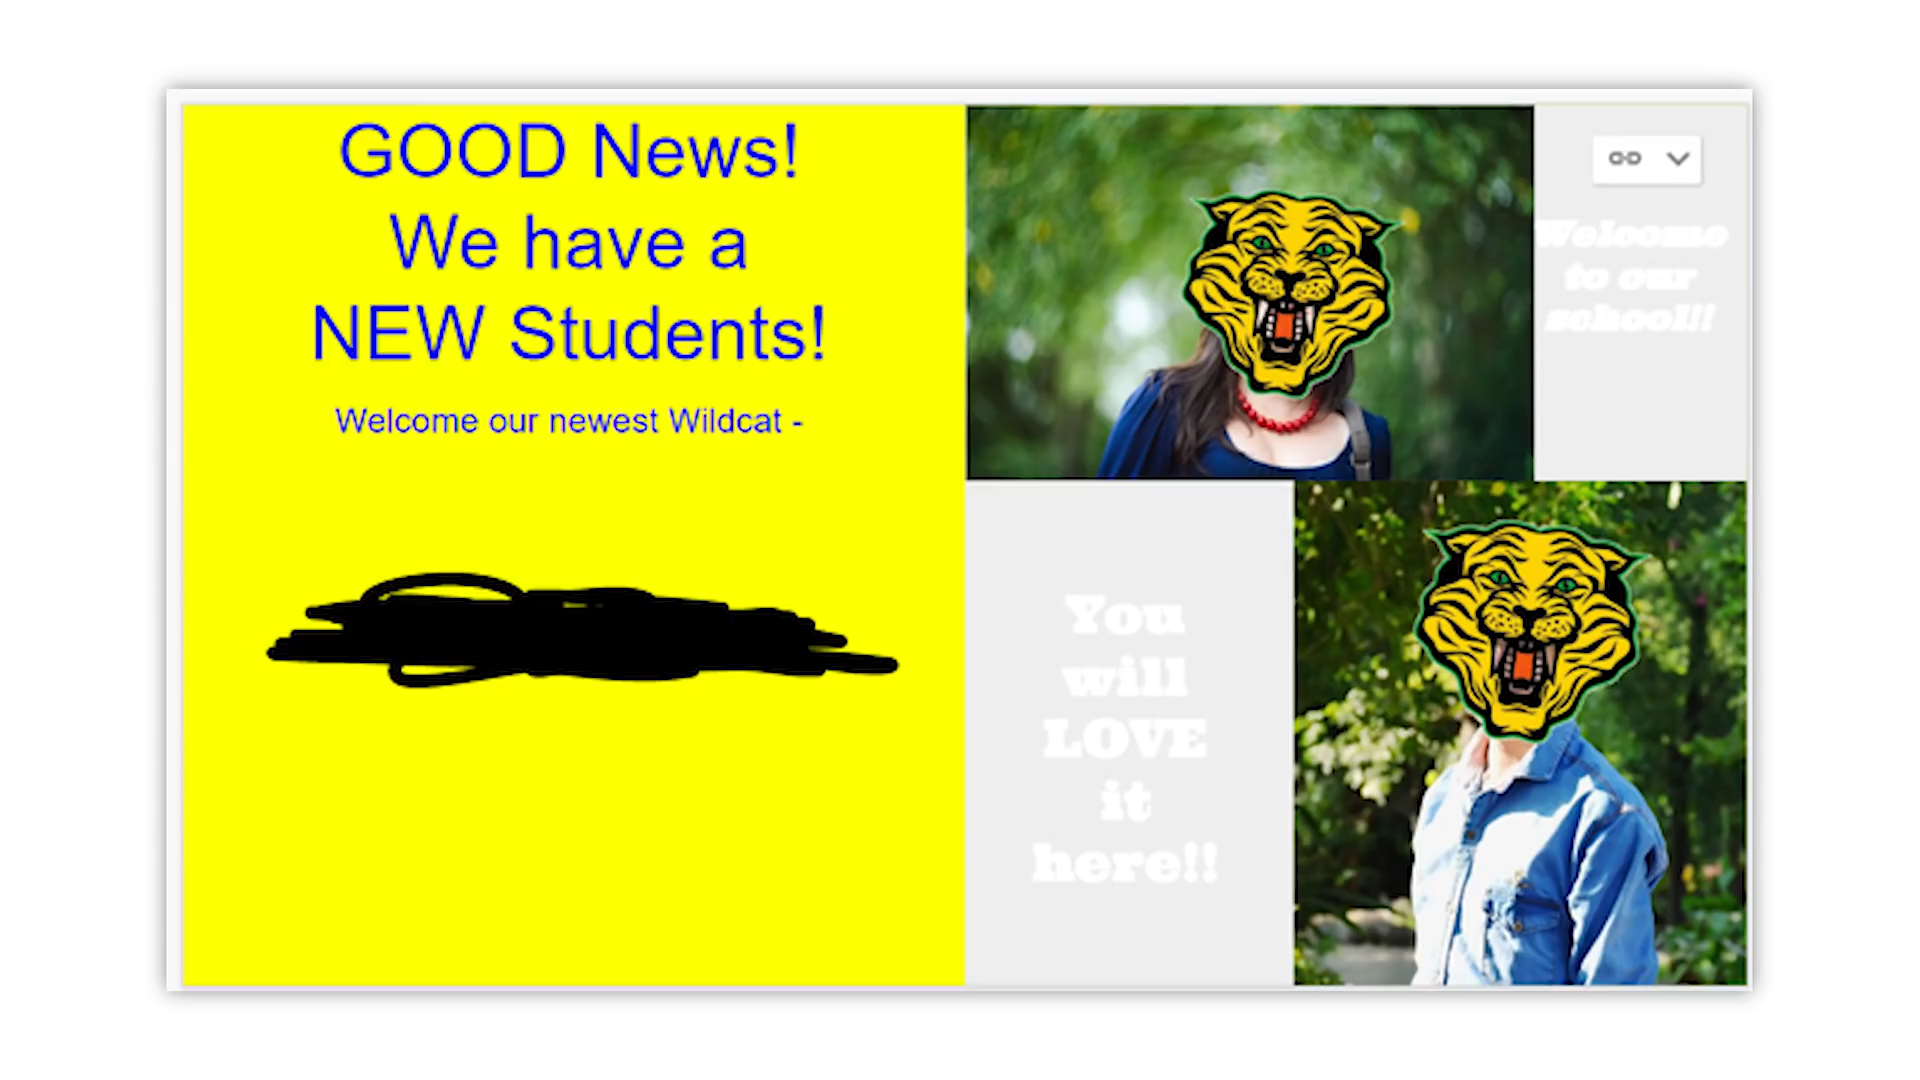 GOOD News!
We have a
NEW Students!
Welcome our newest Wildcat -
Welcome
to our
school!!
You
will
LOVE
it
here!!